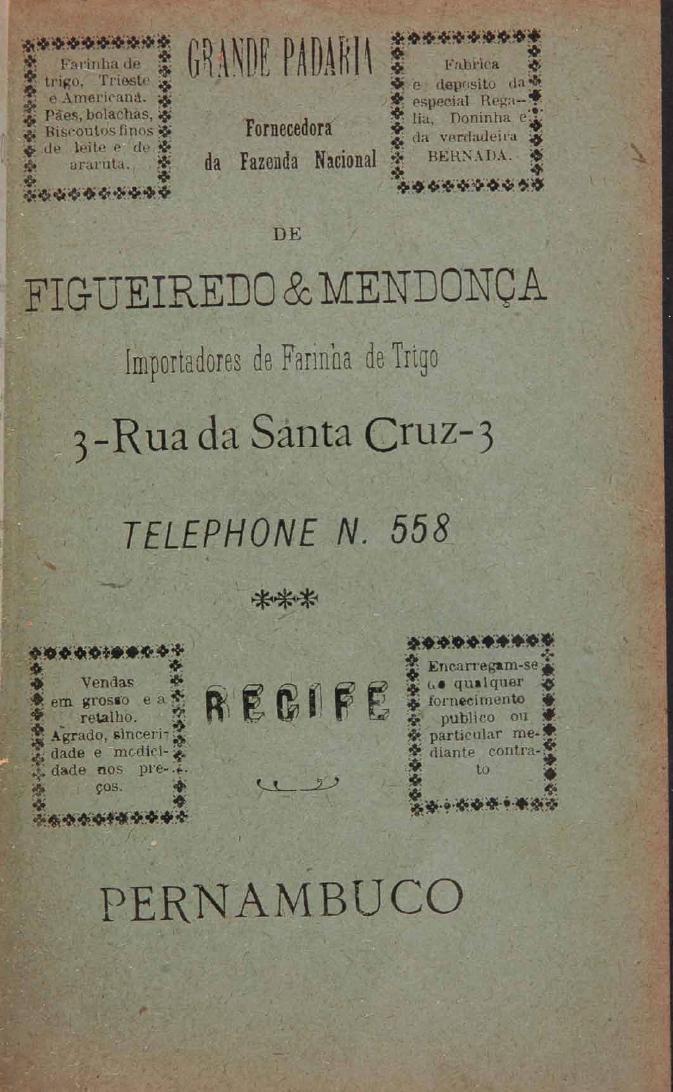 Farinha de
trigo, Trieste
e Americana.
Pães, bolachas,
Biscoutos finos
de leite e de
araruta.
GRANDE PADARIA
Fornecedora
da Fazenda Nacional
Fabrica
e deposito da
especial Rega-
lia, Doninha e
da verdadeira
BERNADA.
DE
FIGUEIREDO & MENDONÇA
Importadores de Farinha de Trigo
3-Rua da Santa Cruz-3
TELEPHONE N. 558
Vendas
em grosso e a
retalho.
Agrado, sinceri-
dade e modici-
dade nos pre-
ços.
RECIFE
Encarregam-se
de qualquer
fornecimento
publico ou
particular me-
diante contra-
to
PERNAMBUCO